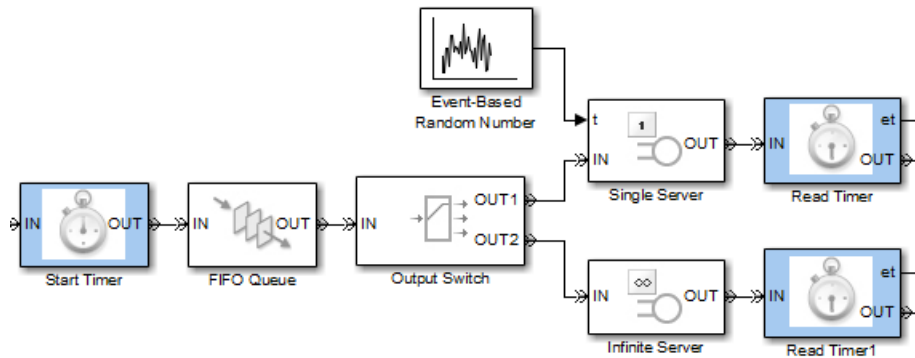 Event-Based
Random Number
t
1
IN
OUT
Single Server
IN
et
OUT
Read Timer
IN
OUT
Start Timer
IN
OUT
FIFO Queue
IN
OUT1
OUT2
Output Switch
IN
∞
OUT
Infinite Server
IN
et
OUT
Read Timer1